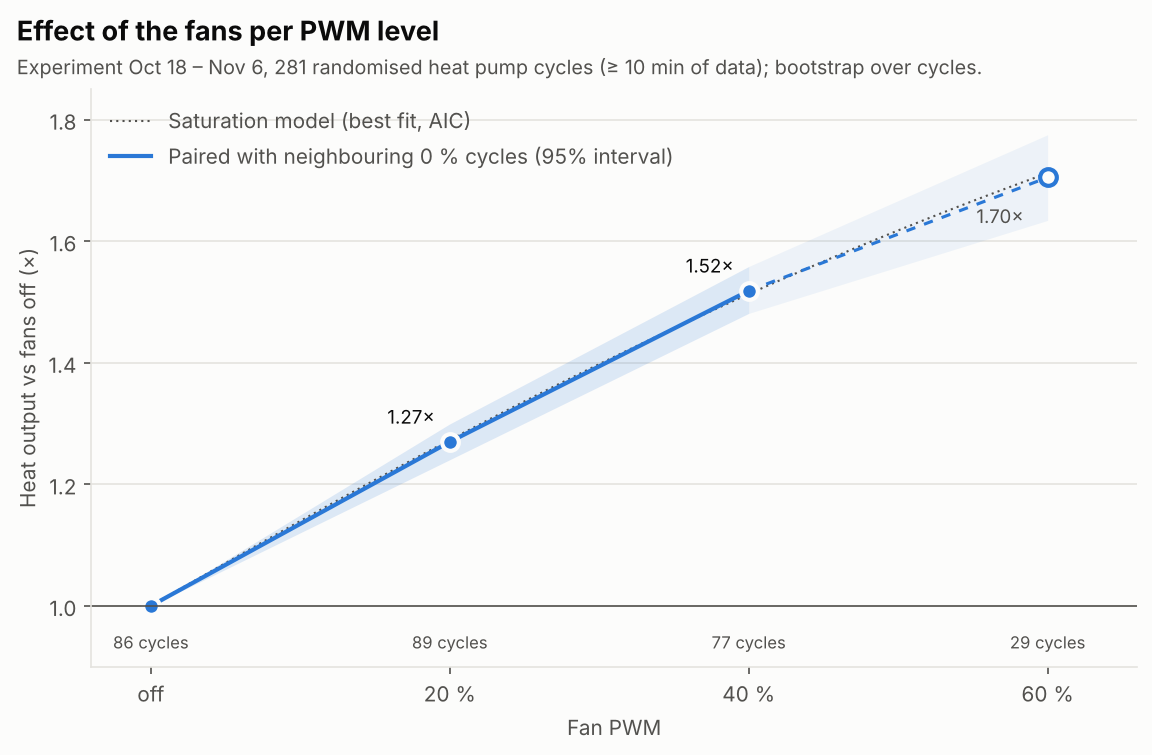 Effect of the fans per PWM level
Experiment Oct 18 – Nov 6, 281 randomised heat pump cycles (≥ 10 min of data); bootstrap over cycles.
Saturation model (best fit, AIC)
Paired with neighbouring 0 % cycles (95% interval)
Heat output vs fans off (×)
1.8
1.6
1.4
1.2
1.0
1.27×
1.52×
1.70×
86 cycles
89 cycles
77 cycles
29 cycles
off
20 %
40 %
60 %
Fan PWM